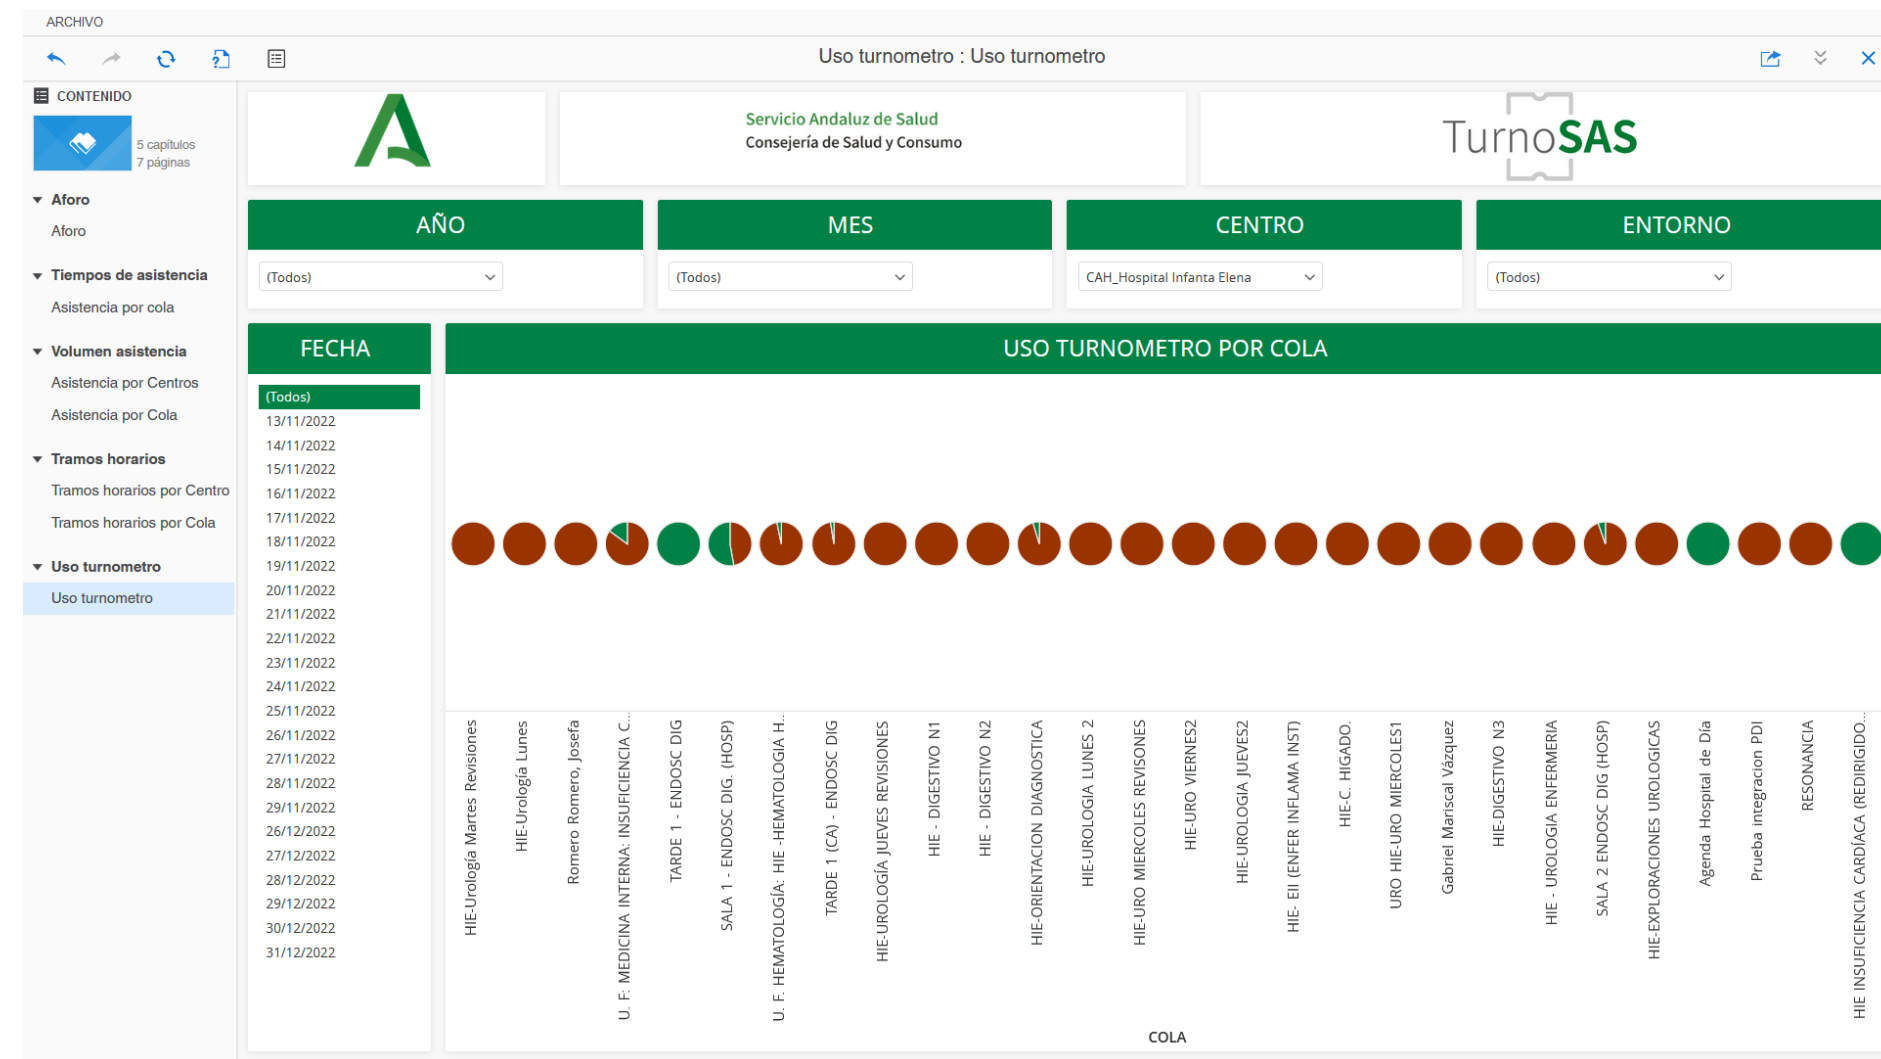 ARCHIVO
Uso turnometro : Uso turnometro
CONTENIDO
5 capítulos
7 páginas
Aforo
Aforo
Tiempos de asistencia
Asistencia por cola
Volumen asistencia
Asistencia por Centros
Asistencia por Cola
Tramos horarios
Tramos horarios por Centro
Tramos horarios por Cola
Uso turnometro
Uso turnometro
Servicio Andaluz de Salud
Consejería de Salud y Consumo
TurnoSAS
AÑO
(Todos)
MES
(Todos)
CENTRO
CAH_Hospital Infanta Elena
ENTORNO
(Todos)
FECHA
(Todos)
13/11/2022
14/11/2022
15/11/2022
16/11/2022
17/11/2022
18/11/2022
19/11/2022
20/11/2022
21/11/2022
22/11/2022
23/11/2022
24/11/2022
25/11/2022
26/11/2022
27/11/2022
28/11/2022
29/11/2022
26/12/2022
27/12/2022
28/12/2022
29/12/2022
30/12/2022
31/12/2022
USO TURNOMETRO POR COLA
HIE-Urología Martes Revisiones
HIE-Urología Lunes
Romero Romero, Josefa
U. F: MEDICINA INTERNA: INSUFICIENCIA C...
TARDE 1 - ENDOSC DIG
SALA 1 - ENDOSC DIG. (HOSP)
U. F. HEMATOLOGÍA: HIE -HEMATOLOGIA H...
TARDE 1 (CA) - ENDOSC DIG
HIE-UROLOGÍA JUEVES REVISIONES
HIE - DIGESTIVO N1
HIE - DIGESTIVO N2
HIE-ORIENTACION DIAGNOSTICA
HIE-UROLOGIA LUNES 2
HIE-URO MIERCOLES REVISONES
HIE-URO VIERNES2
HIE-UROLOGIA JUEVES2
HIE- EII (ENFER INFLAMA INST)
HIE-C. HIGADO.
URO HIE-URO MIERCOLES1
Gabriel Mariscal Vázquez
HIE-DIGESTIVO N3
HIE - UROLOGIA ENFERMERIA
SALA 2 ENDOSC DIG (HOSP)
HIE-EXPLORACIONES UROLOGICAS
Agenda Hospital de Día
Prueba integracion PDI
RESONANCIA
HIE INSUFICIENCIA CARDÍACA (REDIRIGIDO...
COLA